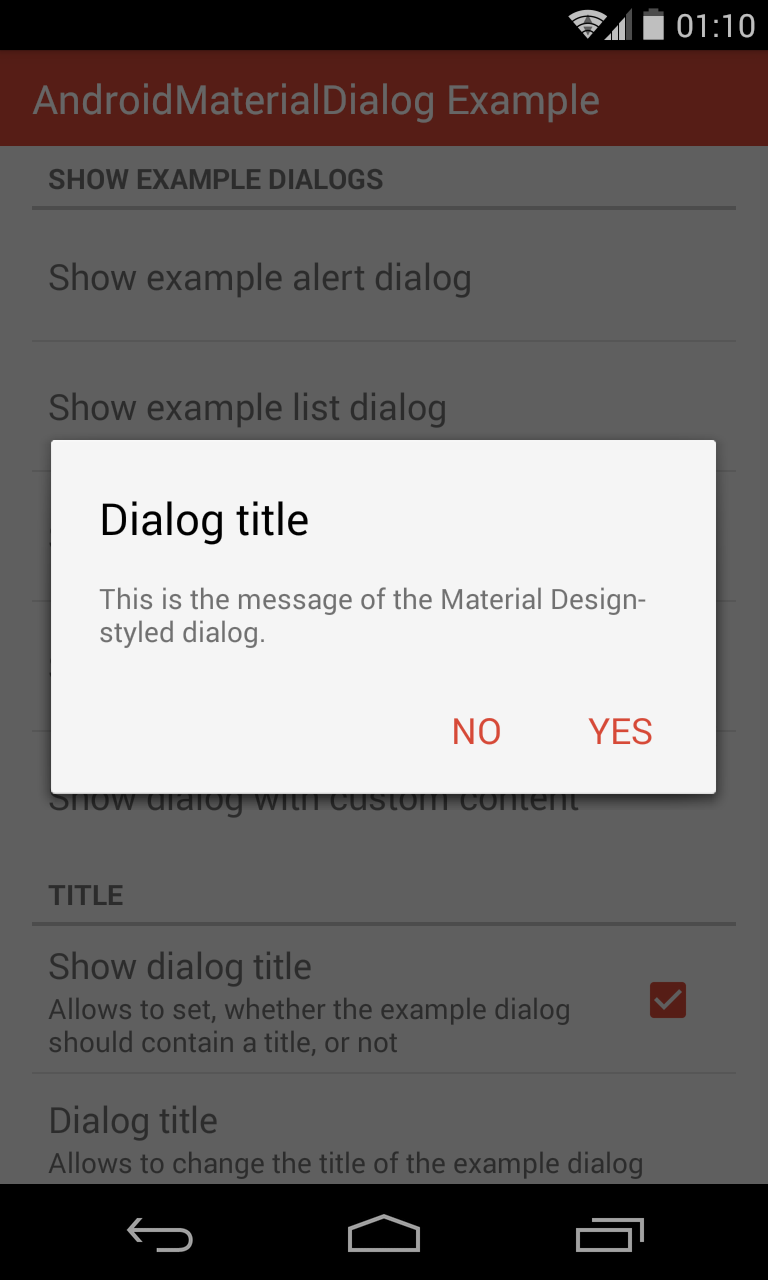 01:10
AndroidMaterialDialog Example
SHOW EXAMPLE DIALOGS
Show example alert dialog
Show example list dialog
Dialog title
This is the message of the Material Design-
styled dialog.
NO YES
Show dialog with custom content
TITLE
Show dialog title
Allows to set, whether the example dialog
should contain a title, or not
Dialog title
Allows to change the title of the example dialog